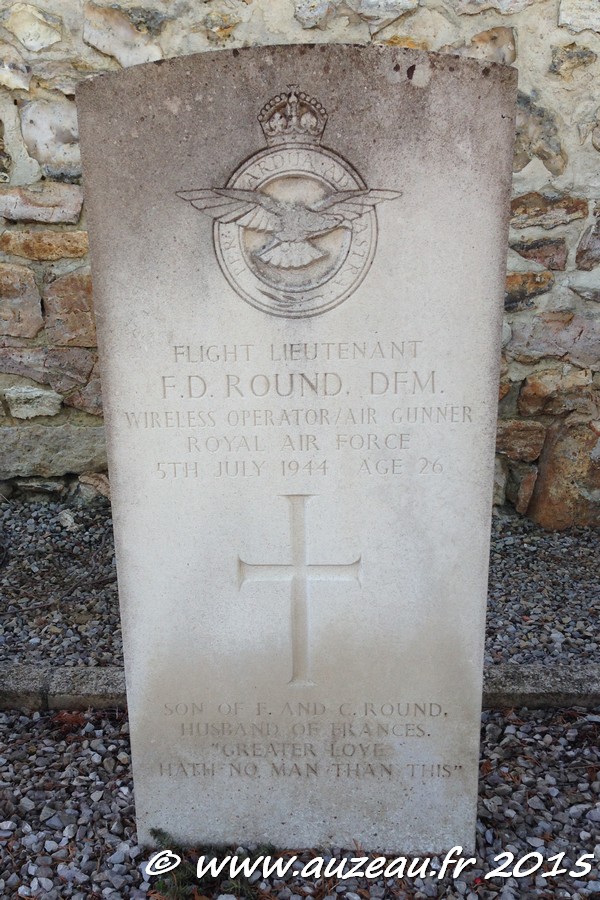 PER ARDUA AD ASTRA
FLIGHT LIEUTENANT
F.D. ROUND. DFM.
WIRELESS OPERATOR/AIR GUNNER
ROYAL AIR FORCE
5TH JULY 1944 AGE 26
SON OF F. AND C. ROUND.
HUSBAND OF FRANCES.
"GREATER LOVE
HATH NO MAN THAN THIS"
© www.auzeau.fr 2015